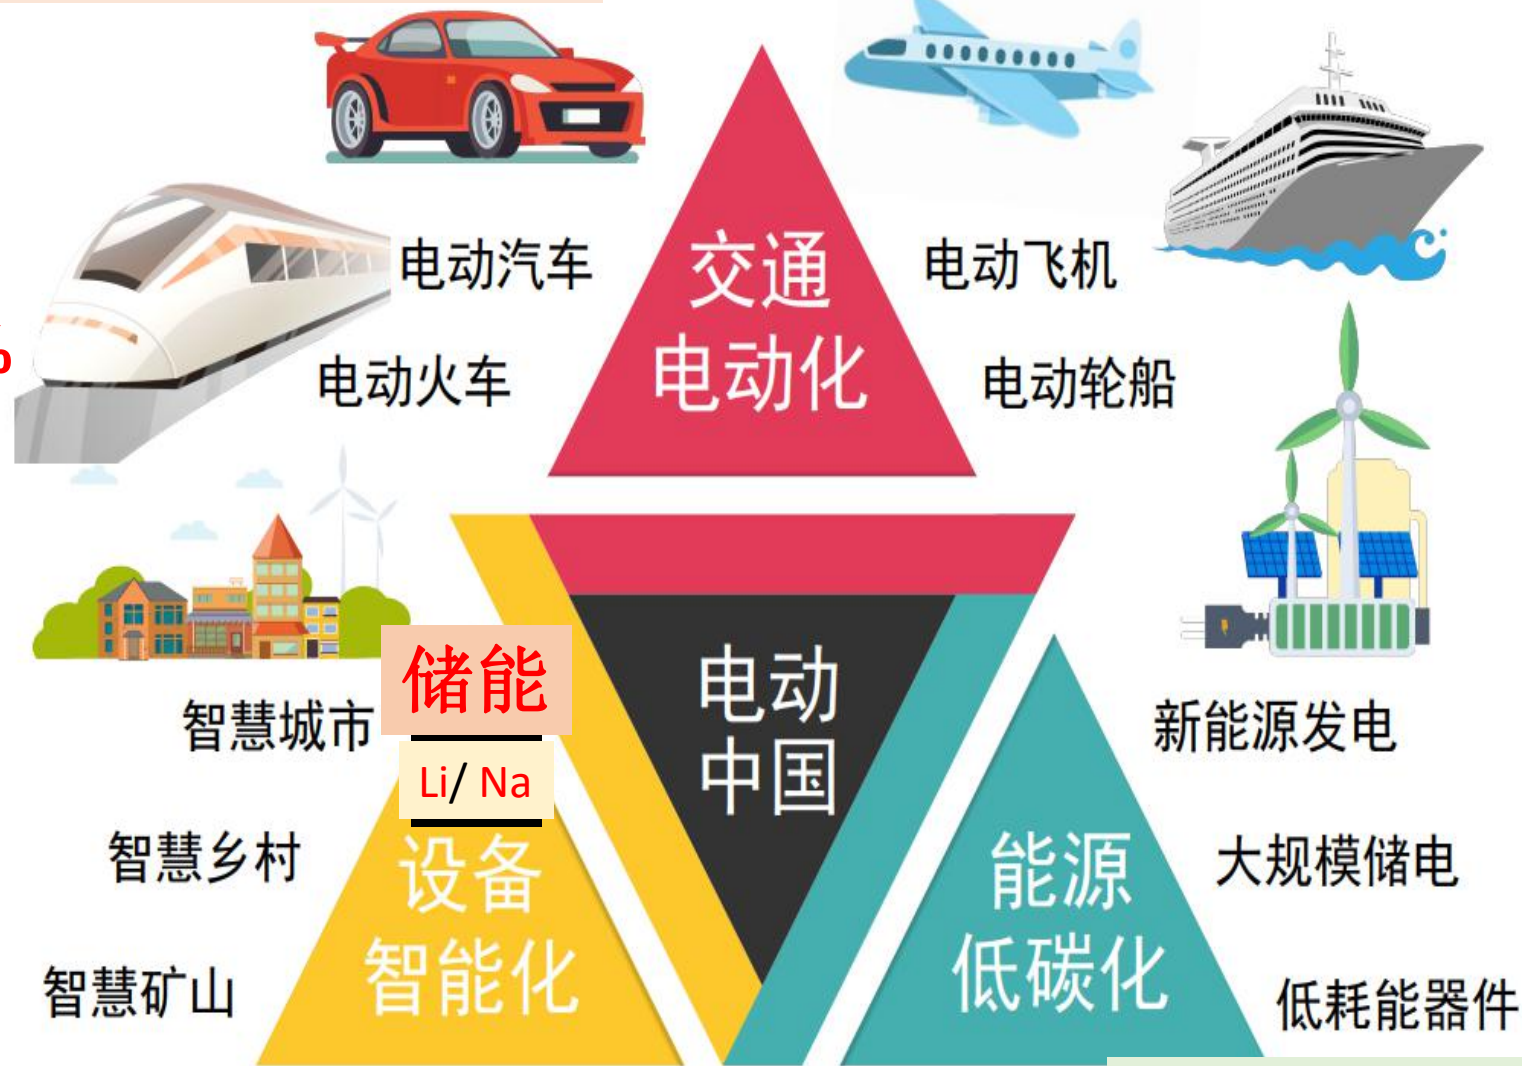 电动汽车
电动火车
交通
电动化
电动飞机
电动轮船
储能
Li/ Na
智慧城市
智慧乡村
智慧矿山
设备
智能化
电动
中国
能源
低碳化
新能源发电
大规模储电
低耗能器件